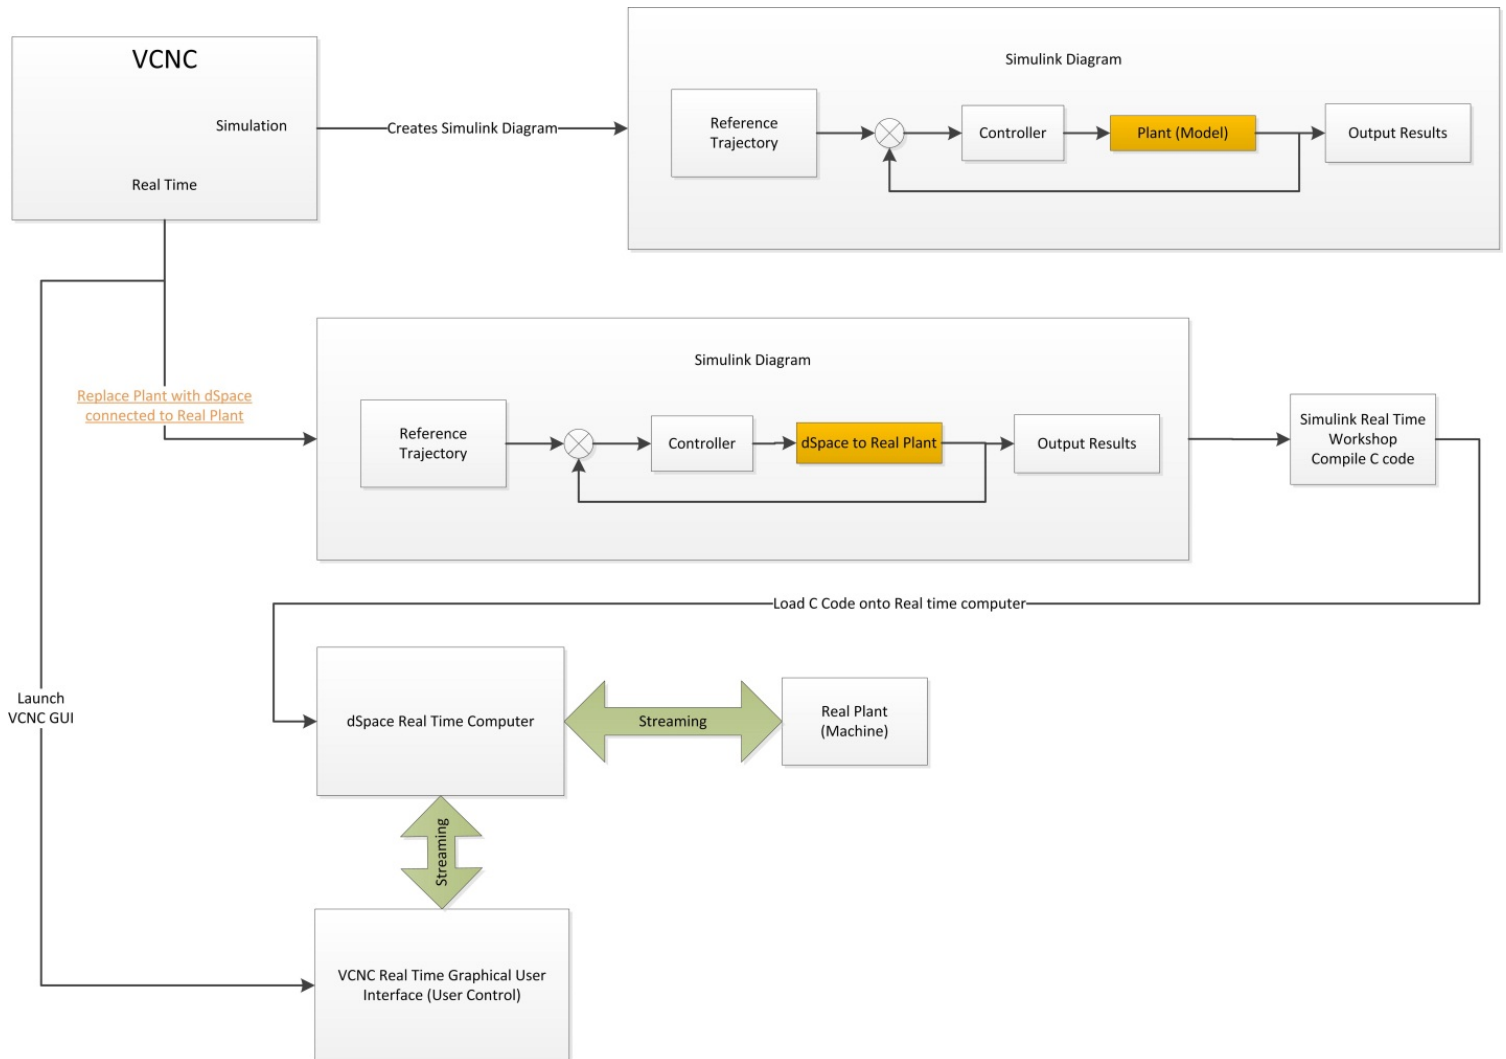 VCNC
Simulation
Real Time
Creates Simulink Diagram
Simulink Diagram
Reference
Trajectory
Controller
Plant (Model)
Output Results
Replace Plant with dSpace
connected to Real Plant
Simulink Diagram
Reference
Trajectory
Controller
dSpace to Real Plant
Output Results
Simulink Real Time
Workshop
Compile C code
Load C Code onto Real time computer
Launch
VCNC GUI
dSpace Real Time Computer
Streaming
Real Plant
(Machine)
Streaming
VCNC Real Time Graphical User
Interface (User Control)